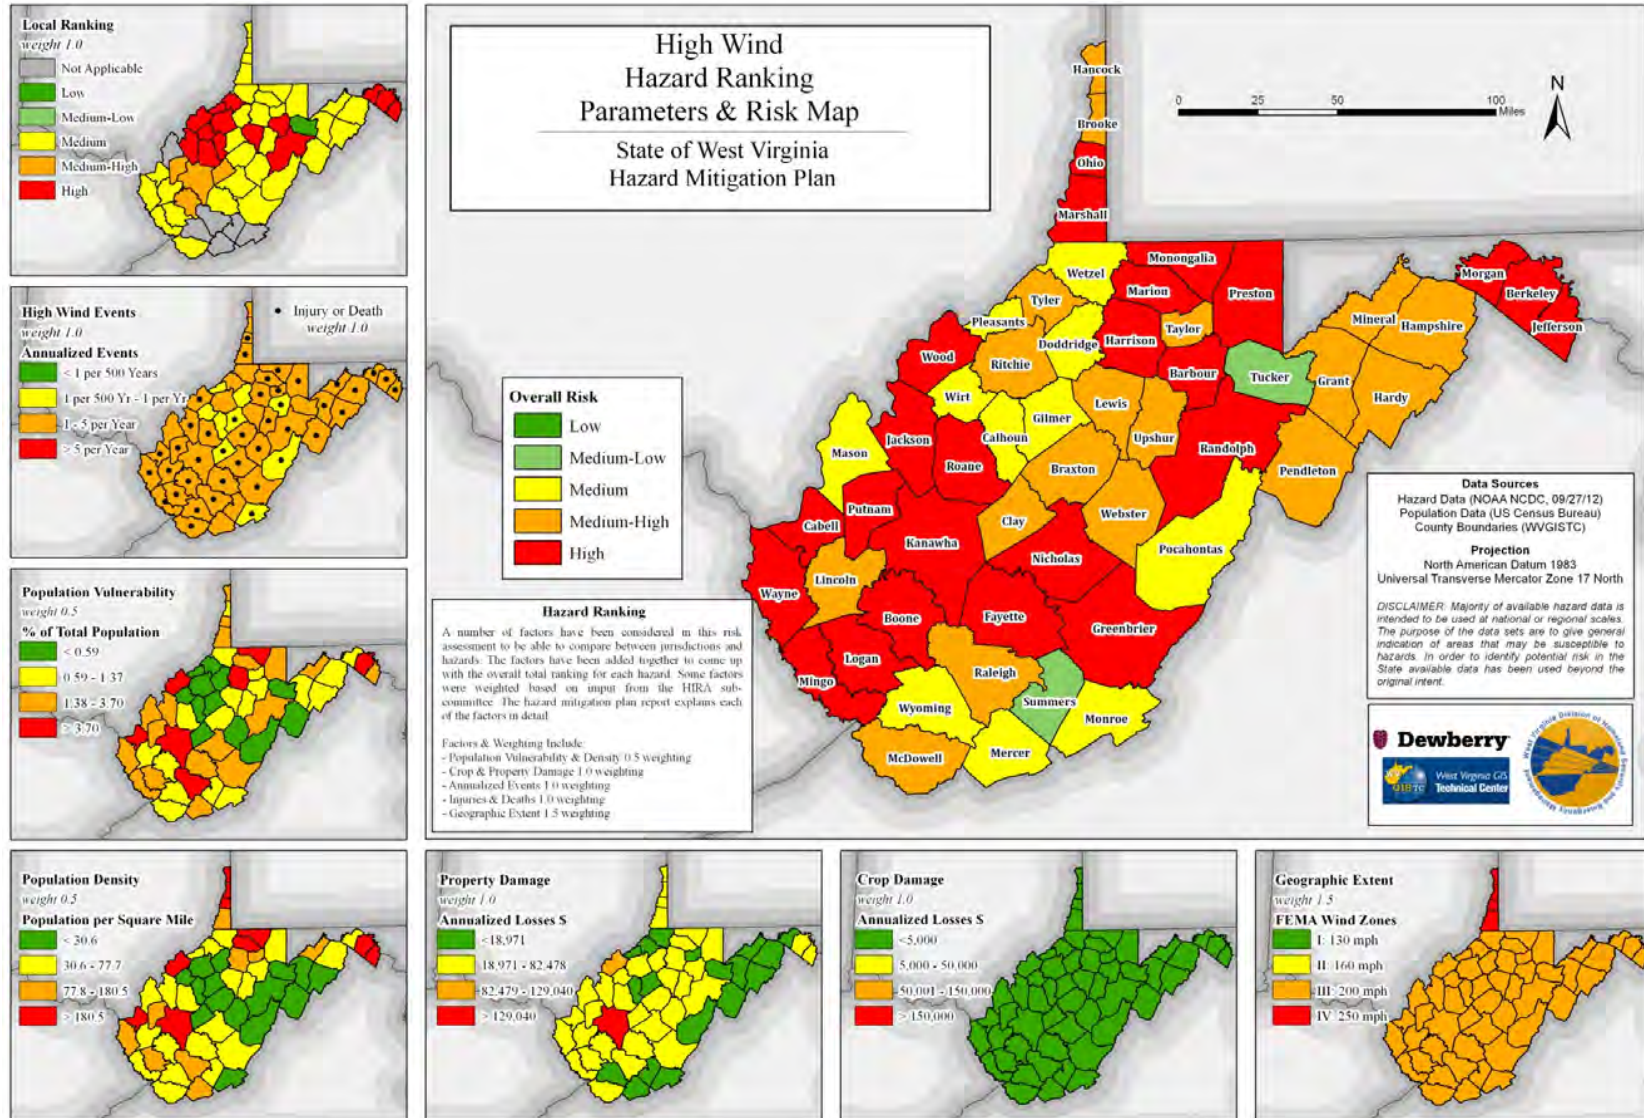 Local Ranking
weight 1.0
Not Applicable
Low
Medium-Low
Medium
Medium-High
High
High Wind Events
weight 1.0
Annualized Events
< 1 per 500 Years
1 per 500 Yr - 1 per Yr
1 - 5 per Year
> 5 per Year
Injury or Death
weight 1.0
Population Vulnerability
weight 0.5
% of Total Population
< 0.59
0.59 - 1.37
1.38 - 3.70
> 3.70
Population Density
weight 0.5
Population per Square Mile
< 30.6
30.6 - 77.7
77.8 - 180.5
> 180.5
High Wind
Hazard Ranking
Parameters & Risk Map
State of West Virginia
Hazard Mitigation Plan
0 25 50 100
Miles
N
Hancock
Brooke
Ohio
Marshall
Wetzel
Monongalia
Marion
Preston
Morgan
Berkeley
Jefferson
Tyler
Pleasants
Taylor
Mineral
Hampshire
Doddridge
Harrison
Wood
Ritchie
Barbour
Tucker
Grant
Hardy
Wirt
Gilmer
Lewis
Calhoun
Upshur
Jackson
Randolph
Mason
Roane
Braxton
Pendleton
Putnam
Cabell
Clay
Webster
Kanawha
Pocahontas
Nicholas
Lincoln
Wayne
Boone
Fayette
Greenbrier
Logan
Mingo
Raleigh
Summers
Wyoming
Monroe
Mercer
McDowell
Overall Risk
Low
Medium-Low
Medium
Medium-High
High
Hazard Ranking
A number of factors have been considered in this risk
assessment to be able to compare between jurisdictions and
hazards. The factors have been added together to come up
with the overall total ranking for each hazard. Some factors
were weighted based on imput from the HIRA sub-
committee. The hazard mitigation plan report explains each
of the factors in detail.
Factors & Weighting Include:
- Population Vulnerability & Density 0.5 weighting
- Crop & Property Damage 1.0 weighting
- Annualized Events 1.0 weighting
- Injuries & Deaths 1.0 weighting
- Geographic Extent 1.5 weighting
Data Sources
Hazard Data (NOAA NCDC, 09/27/12)
Population Data (US Census Bureau)
County Boundaries (WVGISTC)
Projection
North American Datum 1983
Universal Transverse Mercator Zone 17 North
DISCLAIMER: Majority of available hazard data is
intended to be used at national or regional scales.
The purpose of the data sets are to give general
indication of areas that may be susceptible to
hazards. In order to identify potential risk in the
State available data has been used beyond the
original intent.
Dewberry
West Virginia GIS
Technical Center
West Virginia Division of Homeland Security and Emergency Management
Property Damage
weight 1.0
Annualized Losses $
<18,971
18,971 - 82,478
82,479 - 129,040
> 129,040
Crop Damage
weight 1.0
Annualized Losses $
<5,000
5,000 - 50,000
50,001 - 150,000
> 150,000
Geographic Extent
weight 1.5
FEMA Wind Zones
I: 130 mph
II: 160 mph
III: 200 mph
IV: 250 mph